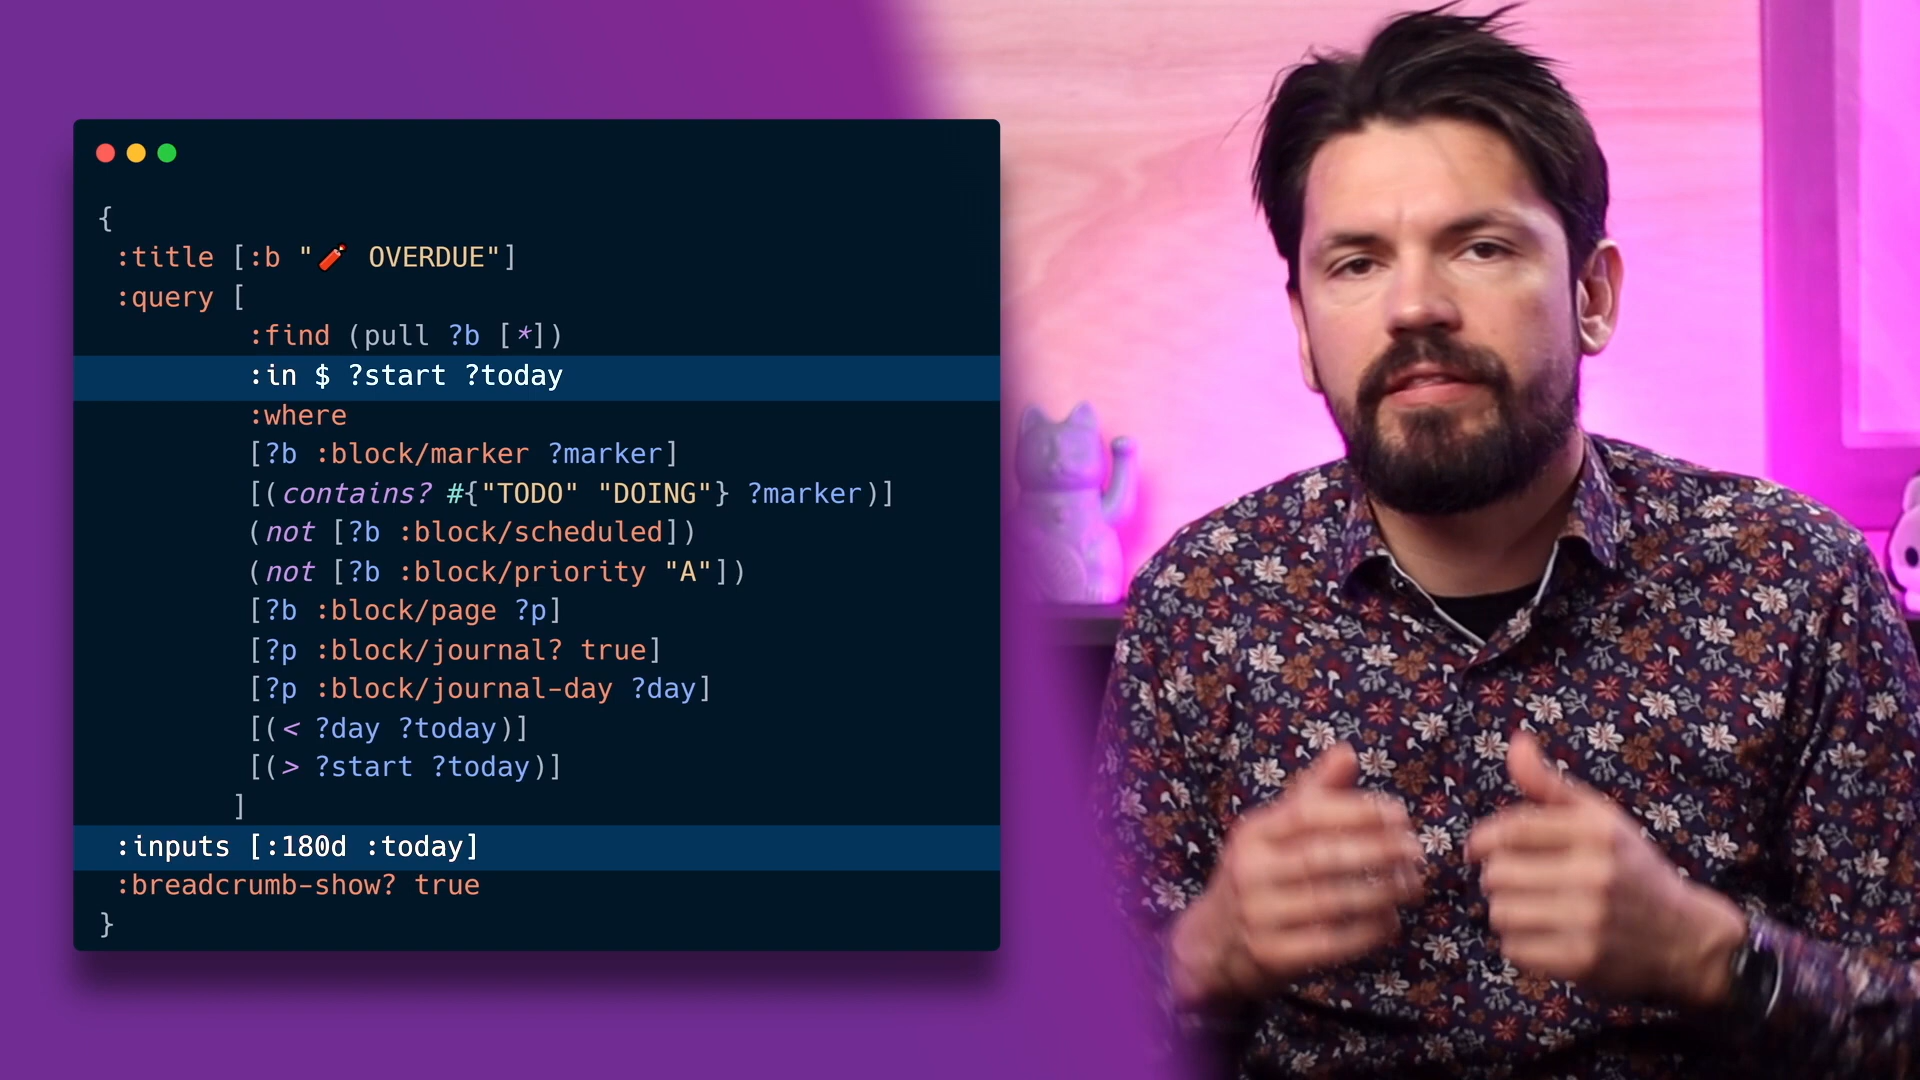 {
:title [:b "🧨 OVERDUE"]
:query [
:find (pull ?b [*])
:in $ ?start ?today
:where
[?b :block/marker ?marker]
[(contains? #{"TODO" "DOING"} ?marker)]
(not [?b :block/scheduled])
(not [?b :block/priority "A"])
[?b :block/page ?p]
[?p :block/journal? true]
[?p :block/journal-day ?day]
[(< ?day ?today)]
[(> ?start ?today)]
]
:inputs [:180d :today]
:breadcrumb-show? true
}